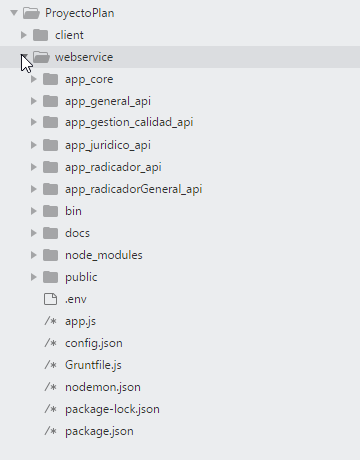 ProyectoPlan
client
webservice
app_core
app_general_api
app_gestion_calidad_api
app_juridico_api
app_radicador_api
app_radicadorGeneral_api
bin
docs
node_modules
public
.env
/* app.js
/* config.json
/* Gruntfile.js
/* nodemon.json
/* package-lock.json
/* package.json